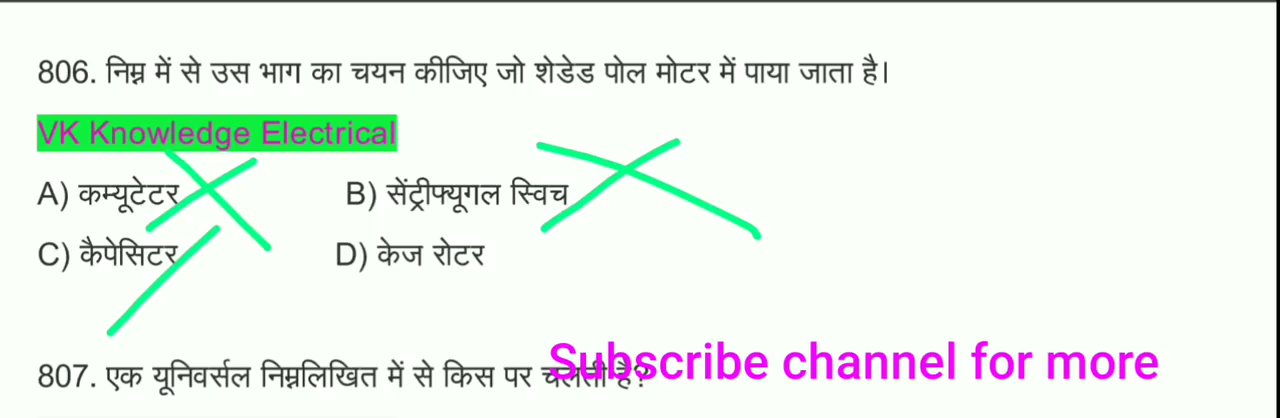 806. निम्न में से उस भाग का चयन कीजिए जो शेडेड पोल मोटर में पाया जाता है।
VK Knowledge Electrical
A) कम्यूटेटर B) सेंट्रीफ्यूगल स्विच
C) कैपेसिटर D) केज रोटर
807. एक यूनिवर्सल निम्नलिखित में से किस पर चलती है?
Subscribe channel for more